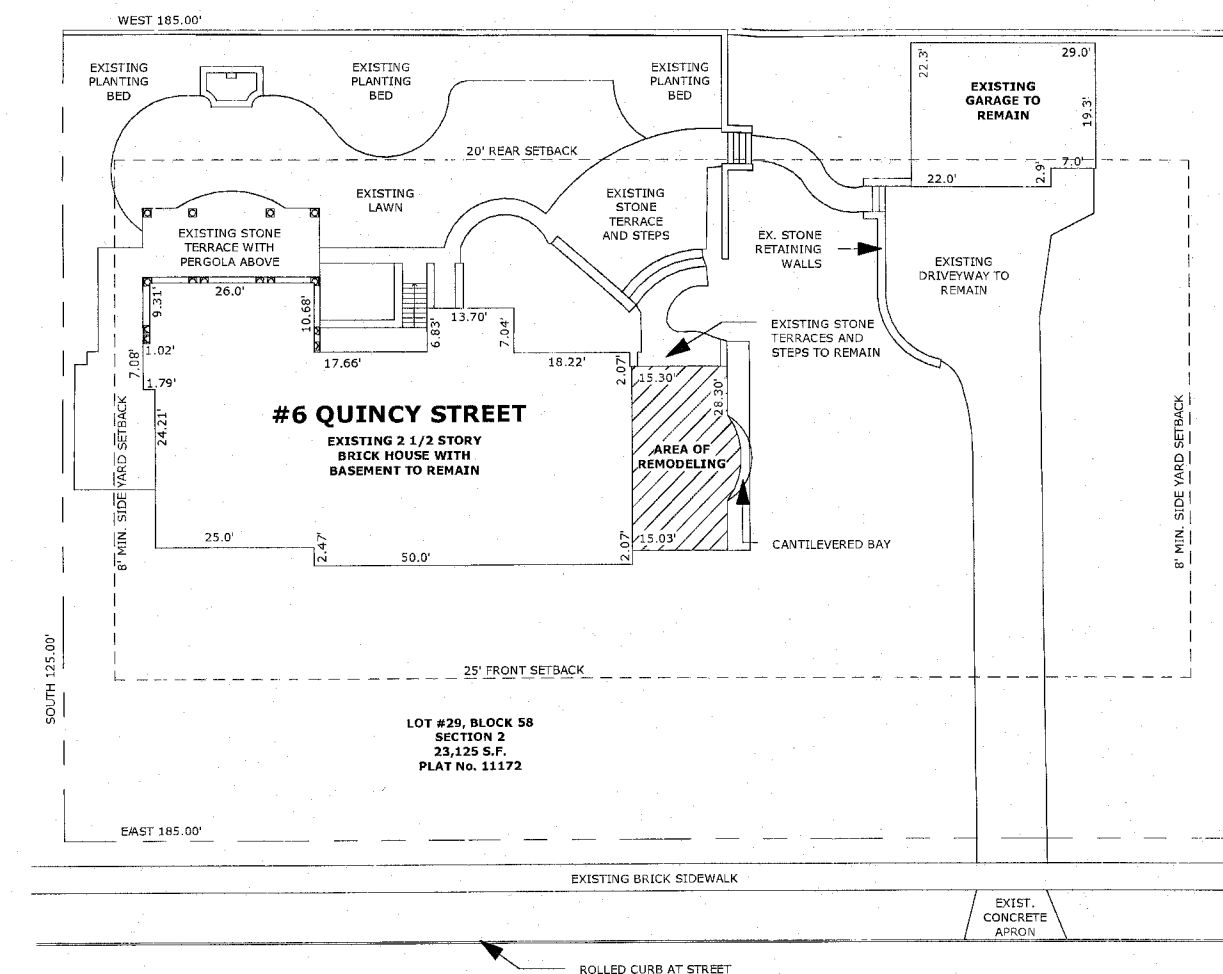 WEST 185.00'
EXISTING
PLANTING
BED
EXISTING
PLANTING
BED
EXISTING
PLANTING
BED
22.3'
29.0'
EXISTING
GARAGE TO
REMAIN
19.3'
7.0'
2.9'
22.0'
20' REAR SETBACK
EXISTING
LAWN
EXISTING
STONE
TERRACE
AND STEPS
EXISTING STONE
TERRACE WITH
PERGOLA ABOVE
EX. STONE
RETAINING
WALLS
EXISTING
DRIVEWAY TO
REMAIN
9.31'
26.0'
10.68'
13.70'
6.83'
7.04'
EXISTING STONE
TERRACES AND
STEPS TO REMAIN
1.02'
7.08'
17.66'
18.22'
2.07'
15.30'
1.79'
28.30'
24.21'
#6 QUINCY STREET
EXISTING 2 1/2 STORY
BRICK HOUSE WITH
BASEMENT TO REMAIN
AREA OF
REMODELING
8' MIN. SIDE YARD SETBACK
8' MIN. SIDE YARD SETBACK
25.0'
2.47'
50.0'
2.07'
15.03'
CANTILEVERED BAY
SOUTH 125.00'
25' FRONT SETBACK
LOT #29, BLOCK 58
SECTION 2
23,125 S.F.
PLAT No. 11172
EAST 185.00'
EXISTING BRICK SIDEWALK
EXIST.
CONCRETE
APRON
ROLLED CURB AT STREET